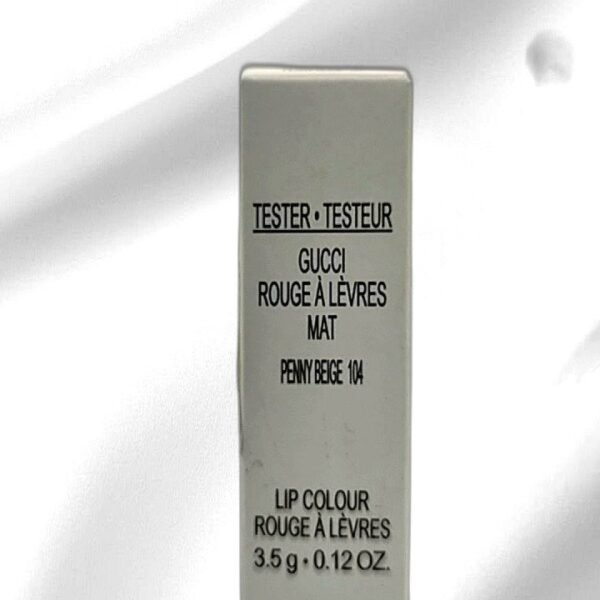 TESTER • TESTEUR
GUCCI
ROUGE À LÈVRES
MAT
PENNY BEIGE 104
LIP COLOUR
ROUGE À LÈVRES
3.5 g • 0.12 OZ.